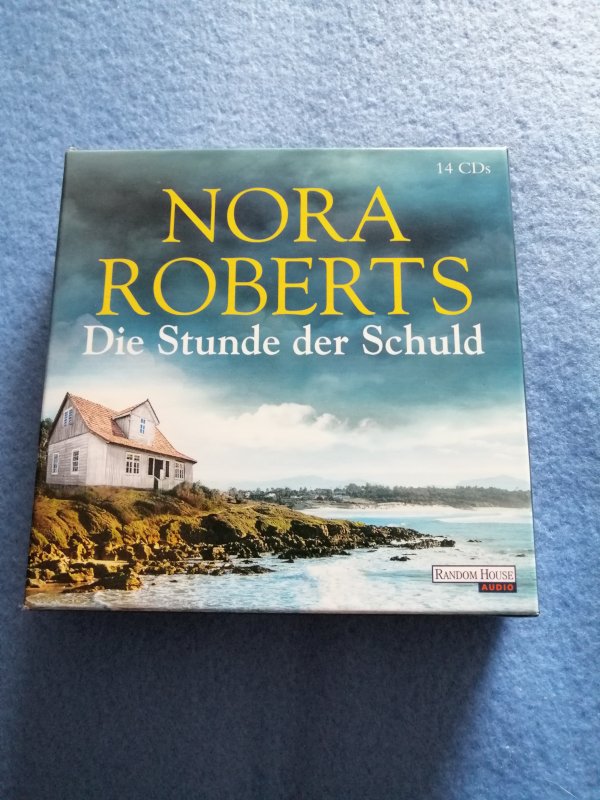 14 CDs
NORA
ROBERTS
Die Stunde der Schuld
RANDOM HOUSE
AUDIO